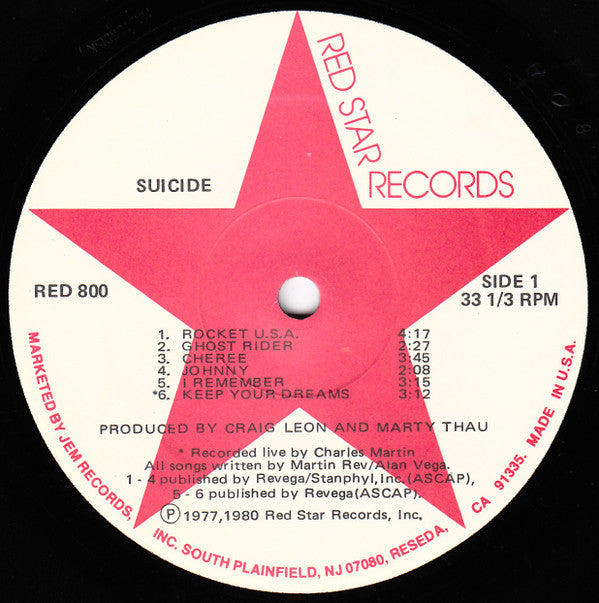 RED STAR
RECORDS
SUICIDE
RED 800
SIDE 1
33 1/3 RPM
1. ROCKET U.S.A. 4:17
2. GHOST RIDER 2:27
3. CHEREE 3:45
4. JOHNNY 2:08
5. I REMEMBER 3:15
*6. KEEP YOUR DREAMS 3:12
PRODUCED BY CRAIG LEON AND MARTY THAU
* Recorded live by Charles Martin
All songs written by Martin Rev/Alan Vega.
1 - 4 published by Revega/Stanphyl, Inc. (ASCAP),
5 - 6 published by Revega (ASCAP).
Ⓟ 1977, 1980 Red Star Records, Inc.
MARKETED BY JEM RECORDS, INC. SOUTH PLAINFIELD, NJ 07080, RESEDA, CA 91335. MADE IN U.S.A.